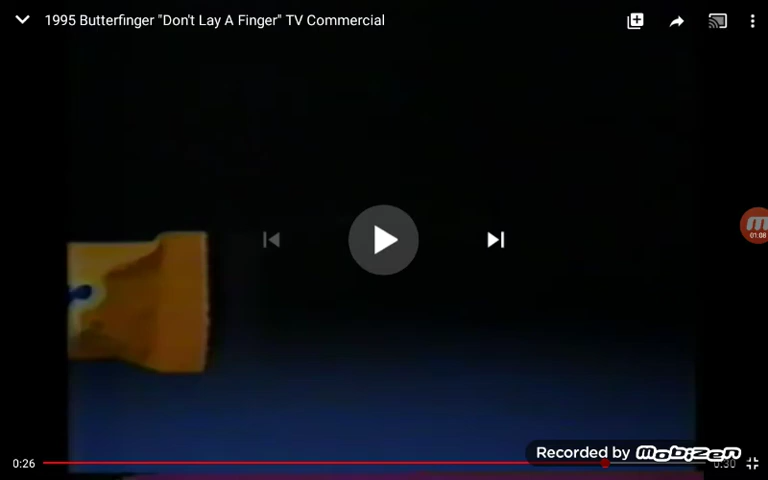 1995 Butterfinger "Don't Lay A Finger" TV Commercial
01:08
Recorded by Mobizen
0:26
0:30